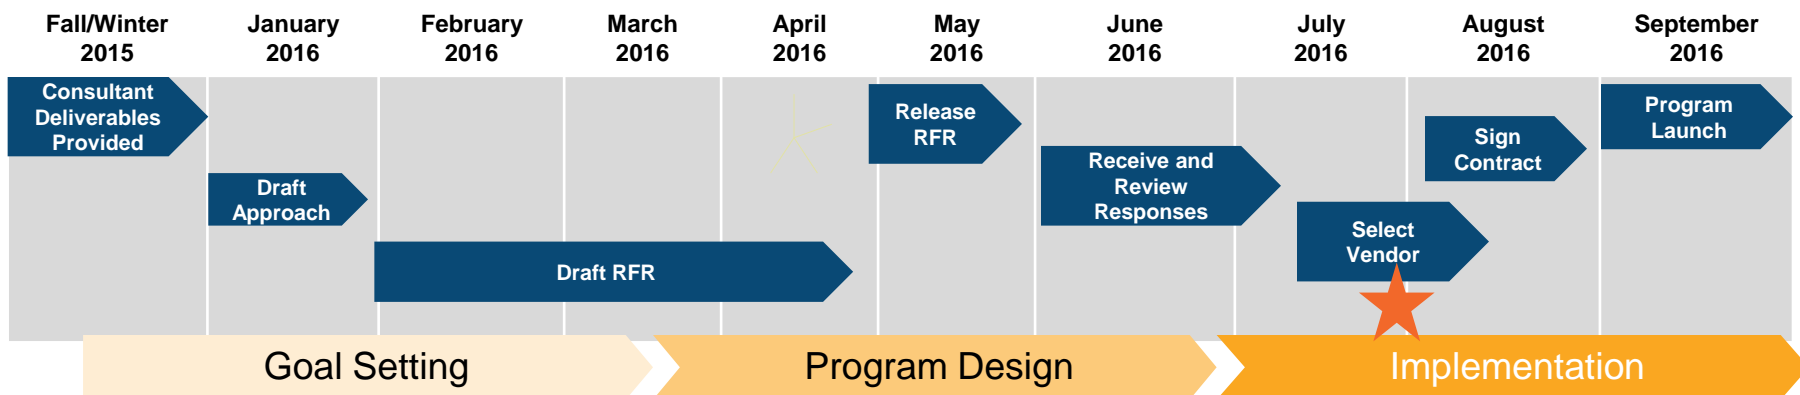 Fall/Winter
2015
January
2016
February
2016
March
2016
April
2016
May
2016
June
2016
July
2016
August
2016
September
2016
Consultant
Deliverables
Provided
Draft
Approach
Draft RFR
Release
RFR
Receive and
Review
Responses
Select
Vendor
Sign
Contract
Program
Launch
Goal Setting
Program Design
Implementation